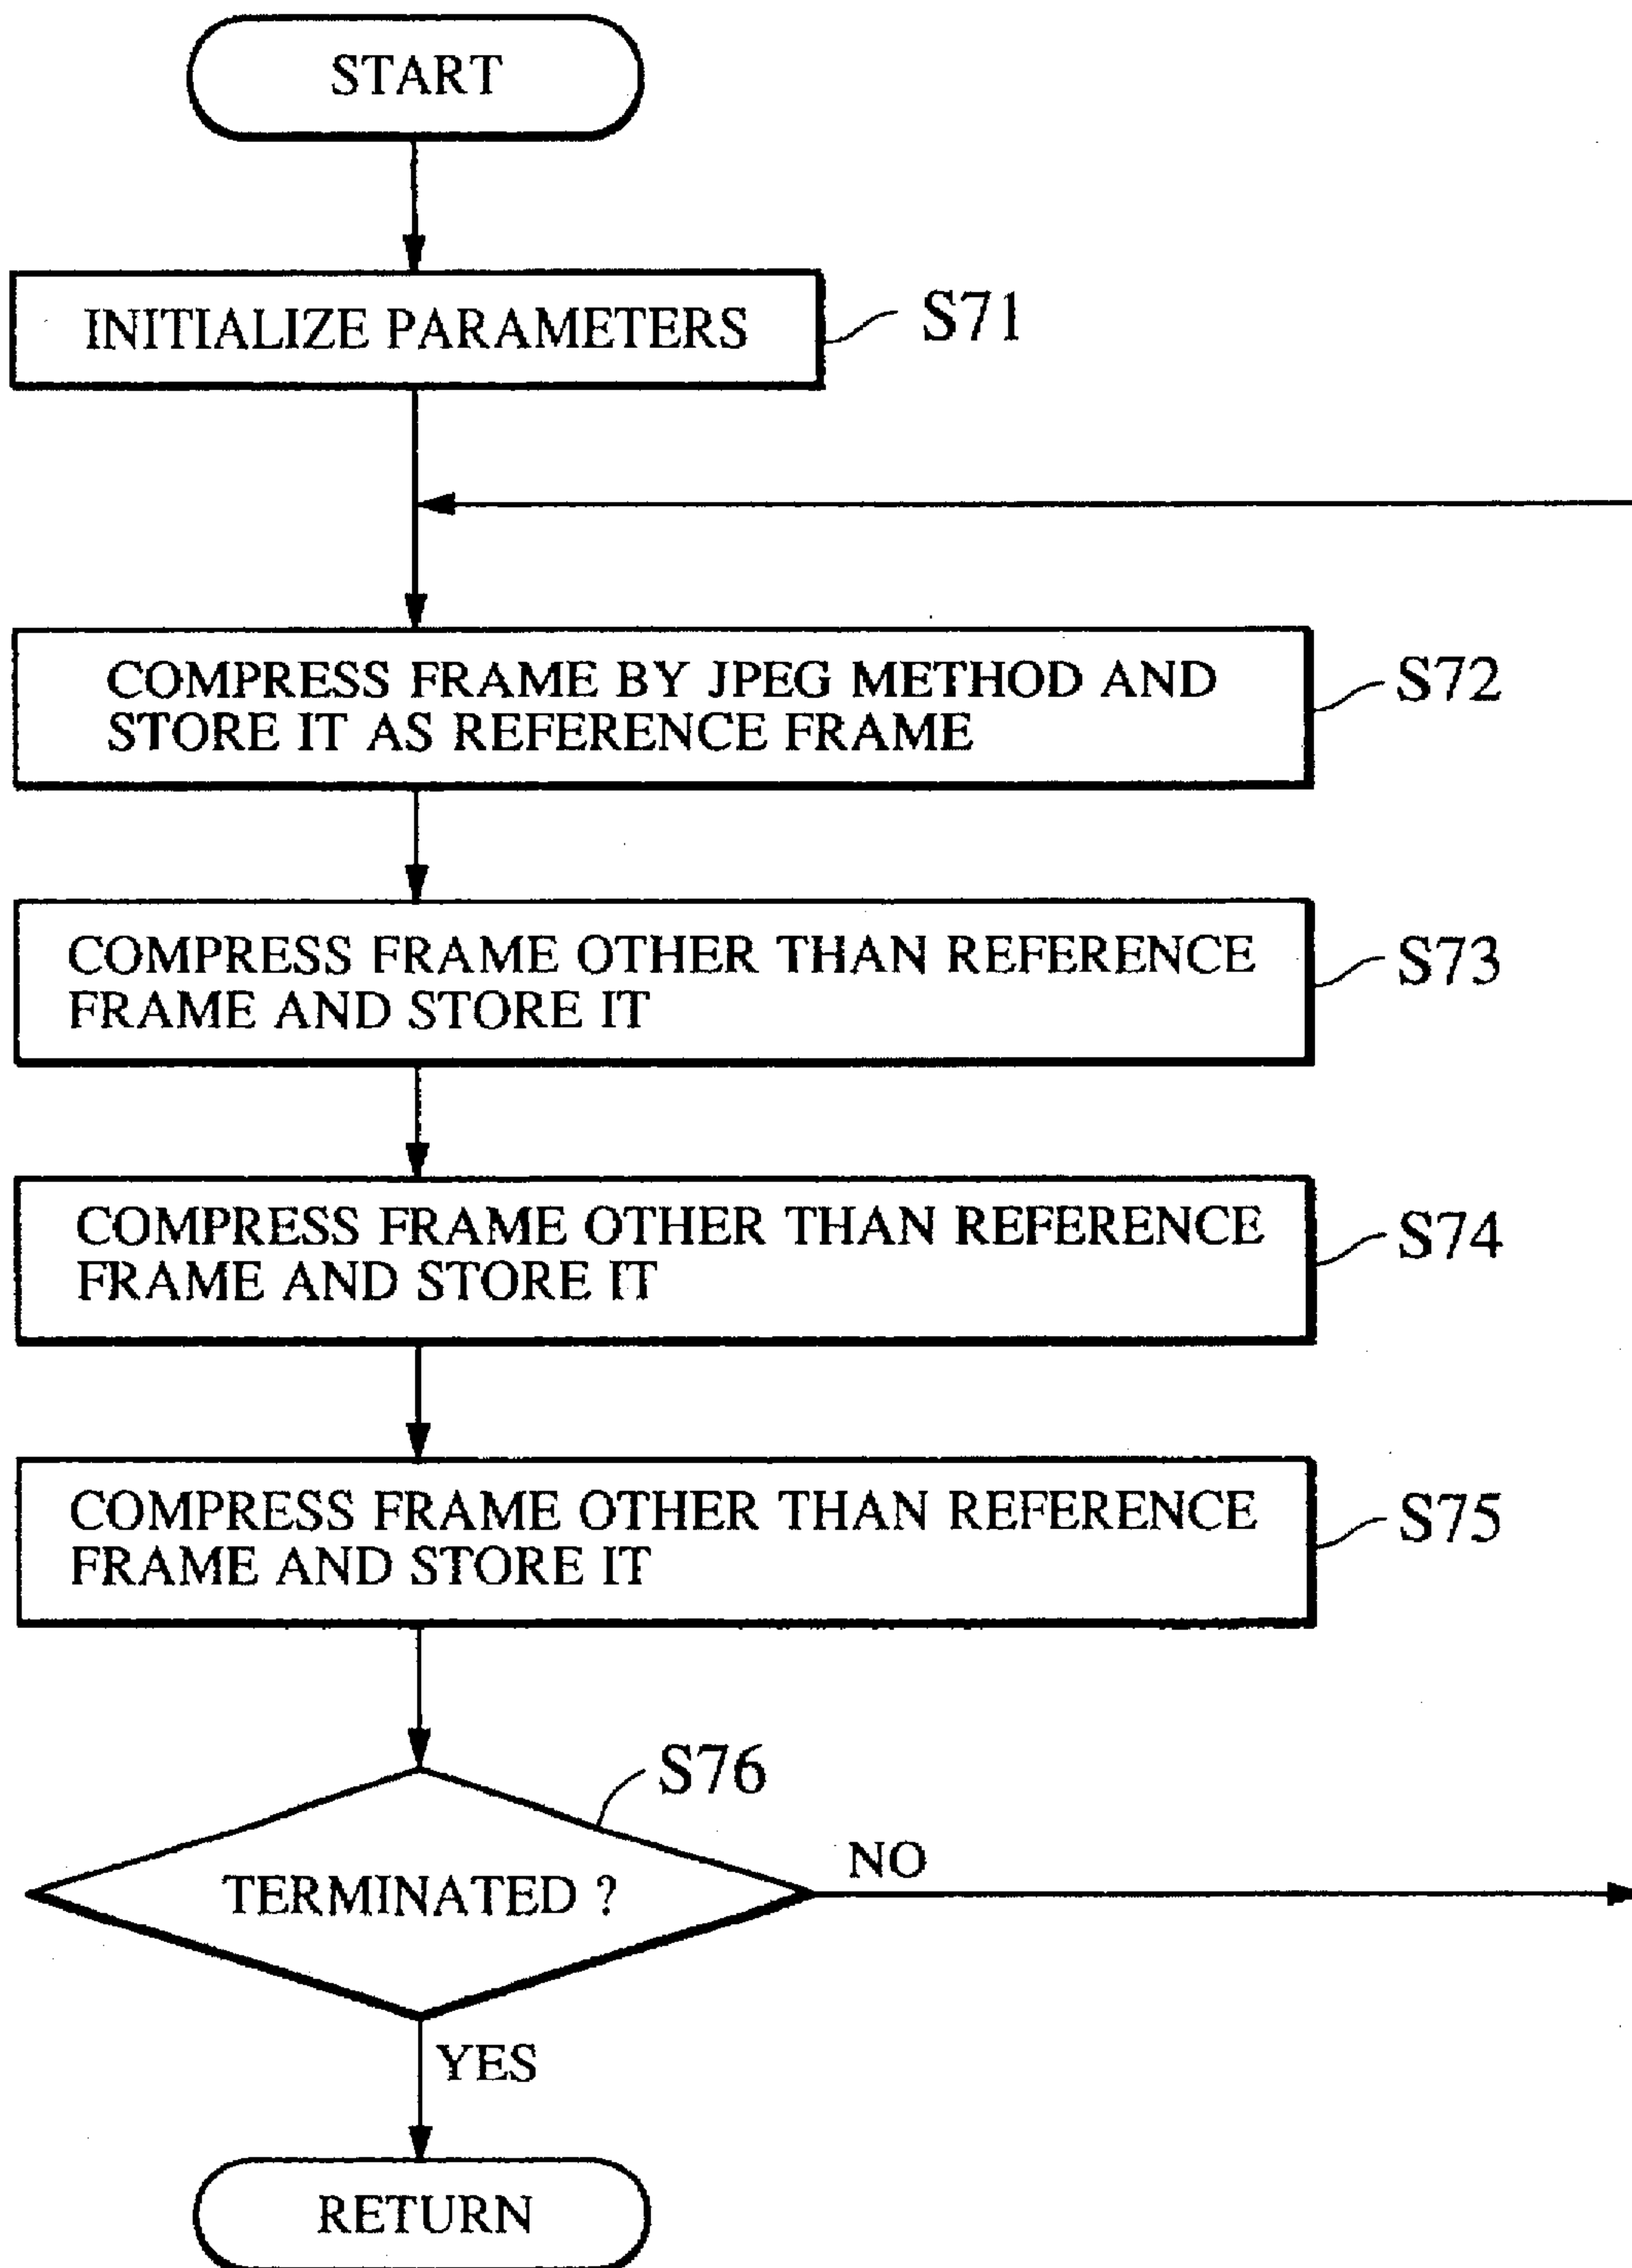 START
INITIALIZE PARAMETERS
S71
COMPRESS FRAME BY JPEG METHOD AND
STORE IT AS REFERENCE FRAME
S72
COMPRESS FRAME OTHER THAN REFERENCE
FRAME AND STORE IT
S73
COMPRESS FRAME OTHER THAN REFERENCE
FRAME AND STORE IT
S74
COMPRESS FRAME OTHER THAN REFERENCE
FRAME AND STORE IT
S75
S76
TERMINATED ?
NO
YES
RETURN